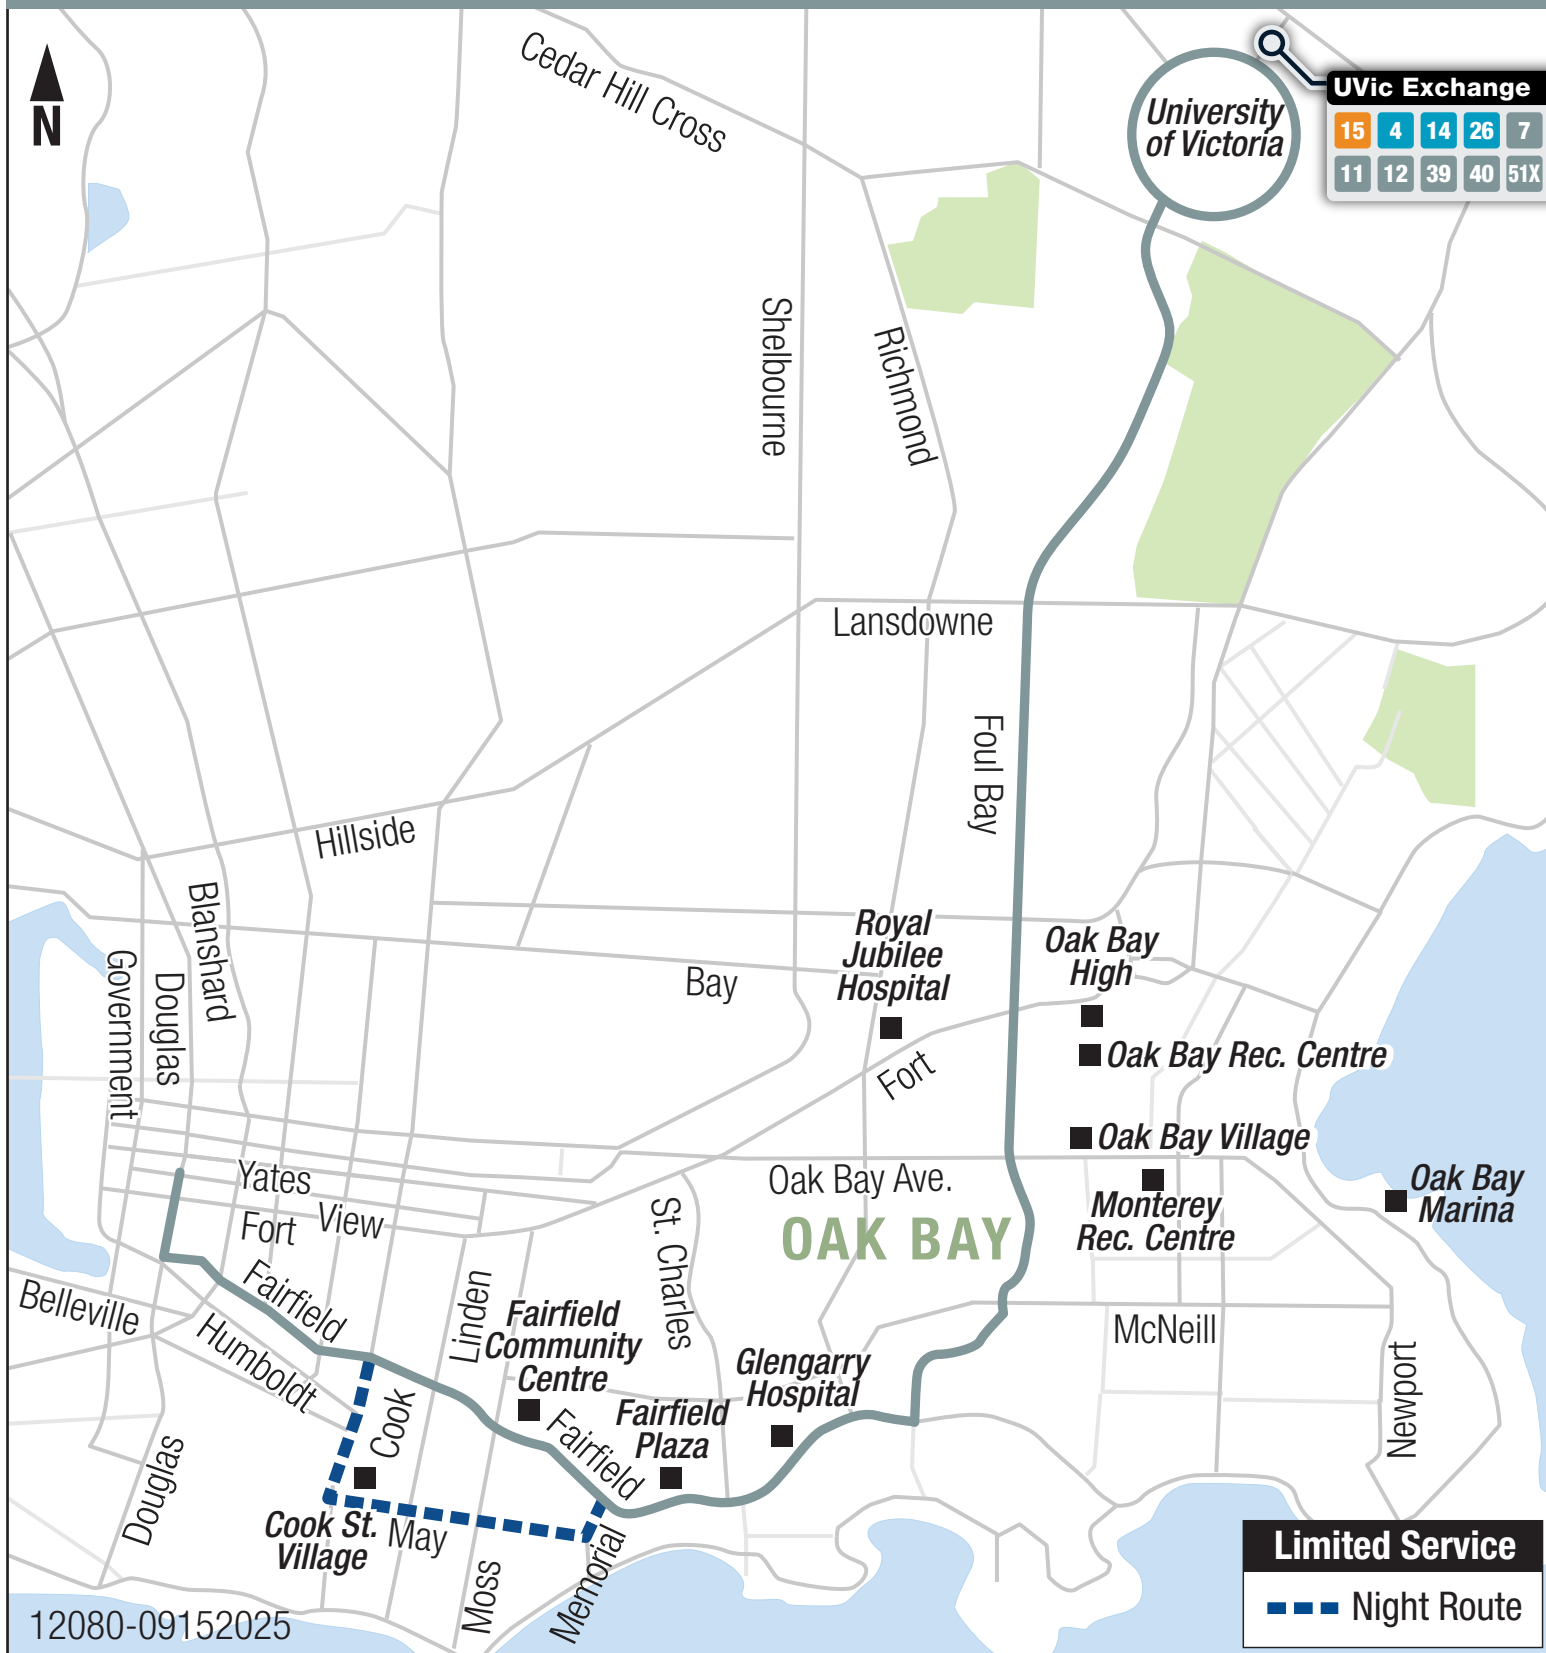 N
Cedar Hill Cross
University
of Victoria
UVic Exchange
15 4 14 26 7
11 12 39 40 51X
Shelbourne
Richmond
Lansdowne
Foul Bay
Hillside
Blanshard
Government
Douglas
Bay
Royal
Jubilee
Hospital
Oak Bay
High
Oak Bay Rec. Centre
Fort
Oak Bay Village
Yates
Fort
View
Oak Bay Ave.
OAK BAY
Monterey
Rec. Centre
Oak Bay
Marina
St. Charles
Belleville
Fairfield
Humboldt
Linden
Fairfield
Community
Centre
McNeill
Glengarry
Hospital
Newport
Cook
Fairfield
Fairfield
Plaza
Douglas
Cook St.
Village
May
Moss
Memorial
Limited Service
Night Route
12080-09152025